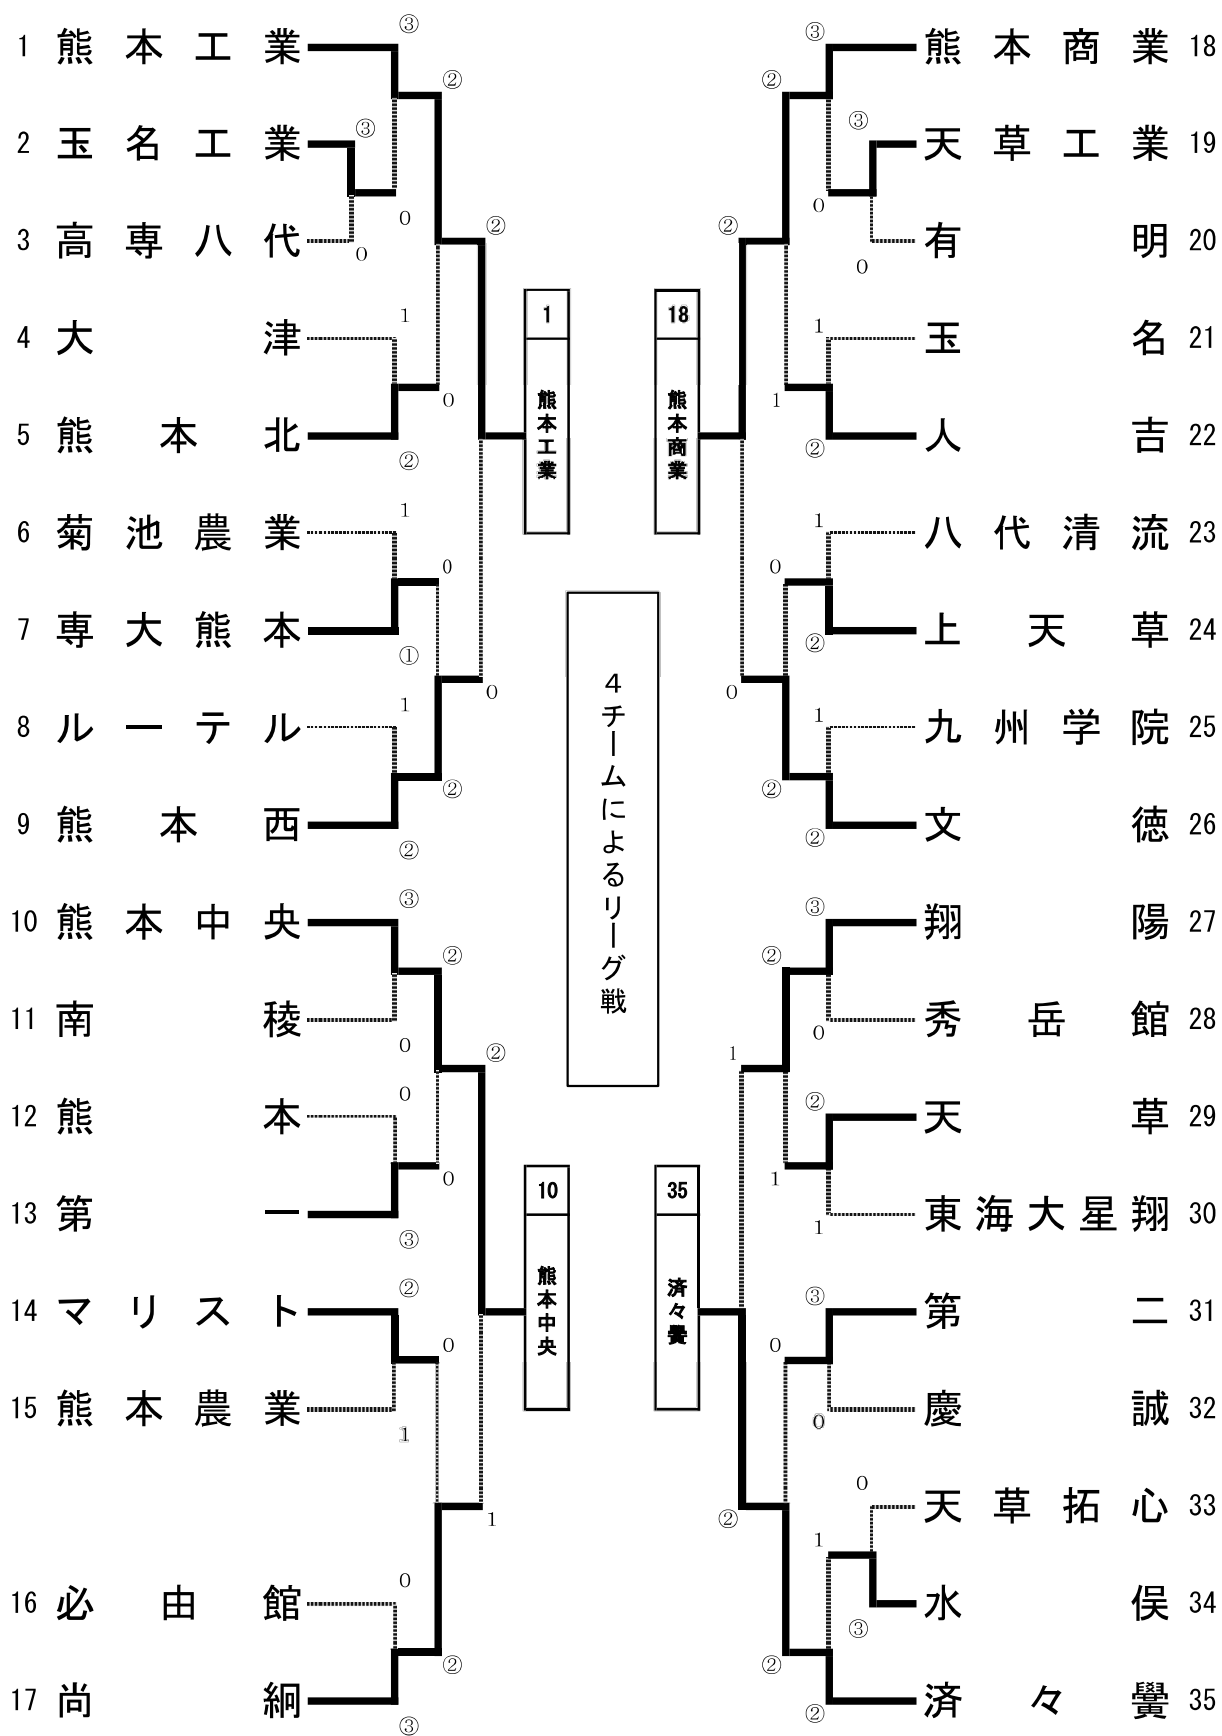 1 熊本工業 ③
②
2 玉名工業 ③
0
3 高専八代 0
②
4 大津 1
0
5 熊本北 ②
6 菊池農業 1
0
7 専大熊本 ①
0
8 ルーテル 1
②
9 熊本西 ②
10 熊本中央 ③
②
11 南稜 0
②
12 熊本 0
0
13 第一 ③
14 マリスト ②
0
15 熊本農業 1
1
16 必由館 0
②
17 尚絅 ③
1 熊本工業
10 熊本中央
4チームによるリーグ戦
18 熊本商業
35 済々黌
③ 熊本商業 18
②
③ 天草工業 19
0
0 有明 20
②
1 玉名 21
1
② 人吉 22
1 八代清流 23
0
② 上天草 24
0
1 九州学院 25
②
② 文徳 26
③ 翔陽 27
②
0 秀岳館 28
1
② 天草 29
1
1 東海大星翔 30
③ 第二 31
0
0 慶誠 32
0 天草拓心 33
②
1
③ 水俣 34
②
② 済々黌 35